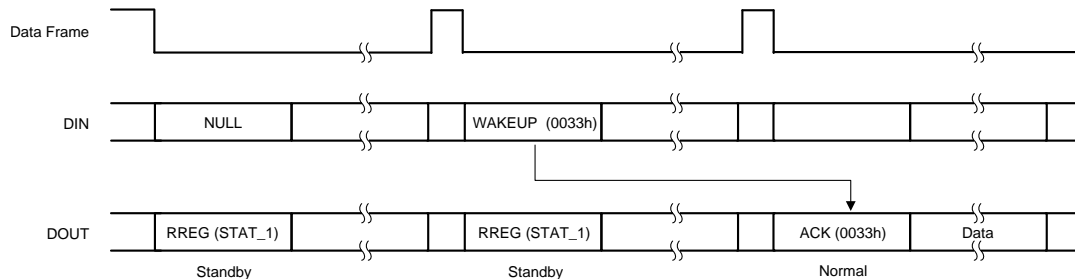 Data Frame
DIN
NULL
WAKEUP (0033h)
DOUT
RREG (STAT_1)
RREG (STAT_1)
ACK (0033h)
Data
Standby
Standby
Normal